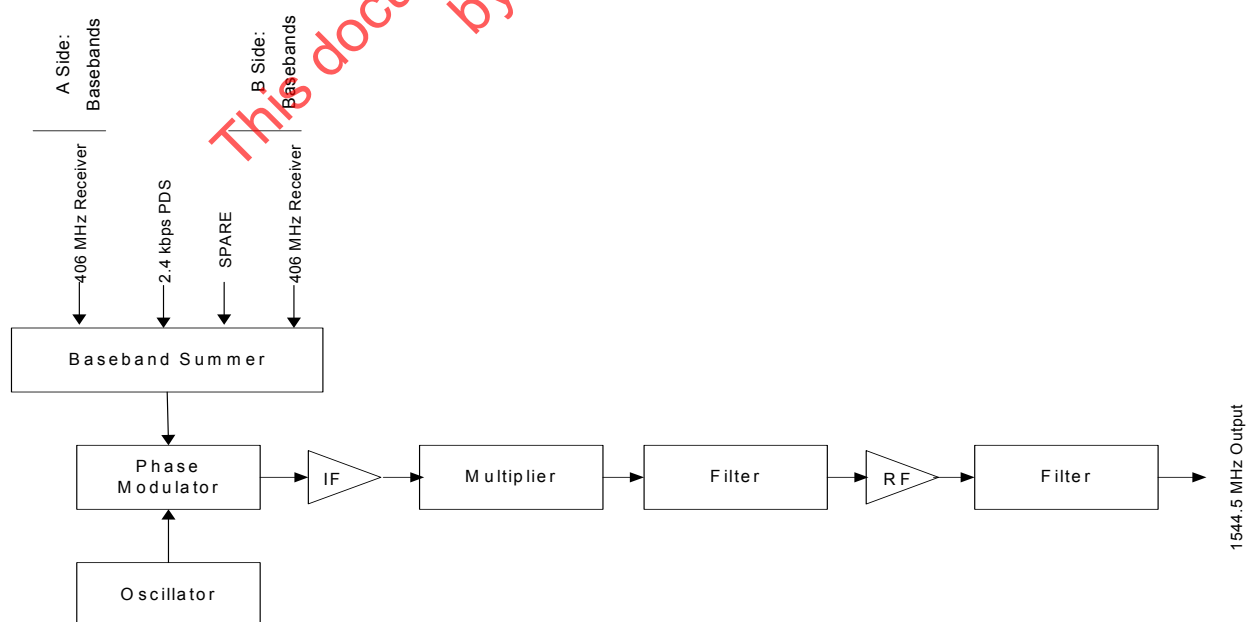 A Side:
Basebands
B Side:
Basebands
406 MHz Receiver
2.4 kbps PDS
SPARE
406 MHz Receiver
This docu
by
Baseband Summer
Phase
Modulator
IF
Multiplier
Filter
RF
Filter
1544.5 MHz Output
Oscillator